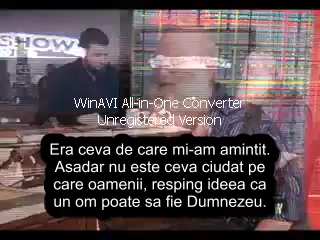 SHOW
WinAVI All-in-One Converter
Unregistered Version
Era ceva de care mi-am amintit.
Asadar nu este ceva ciudat pe
care oamenii, resping ideea ca
un om poate sa fie Dumnezeu.